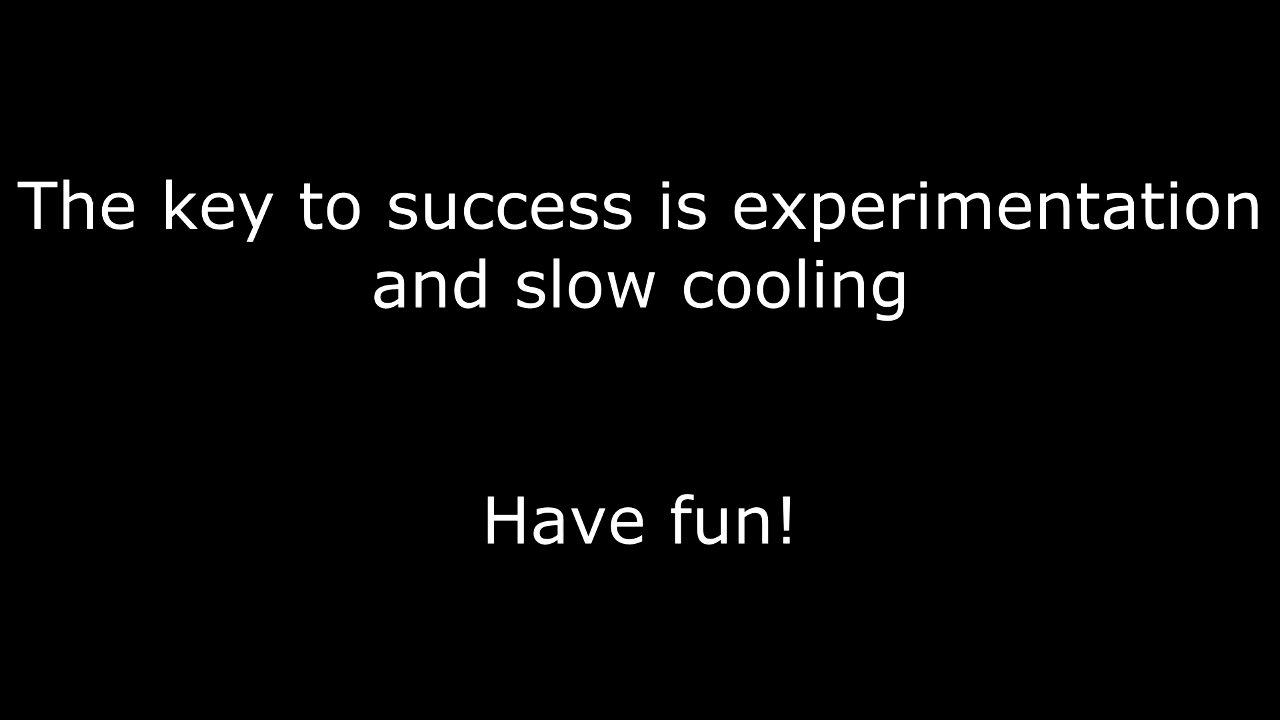 The key to success is experimentation
and slow cooling
Have fun!